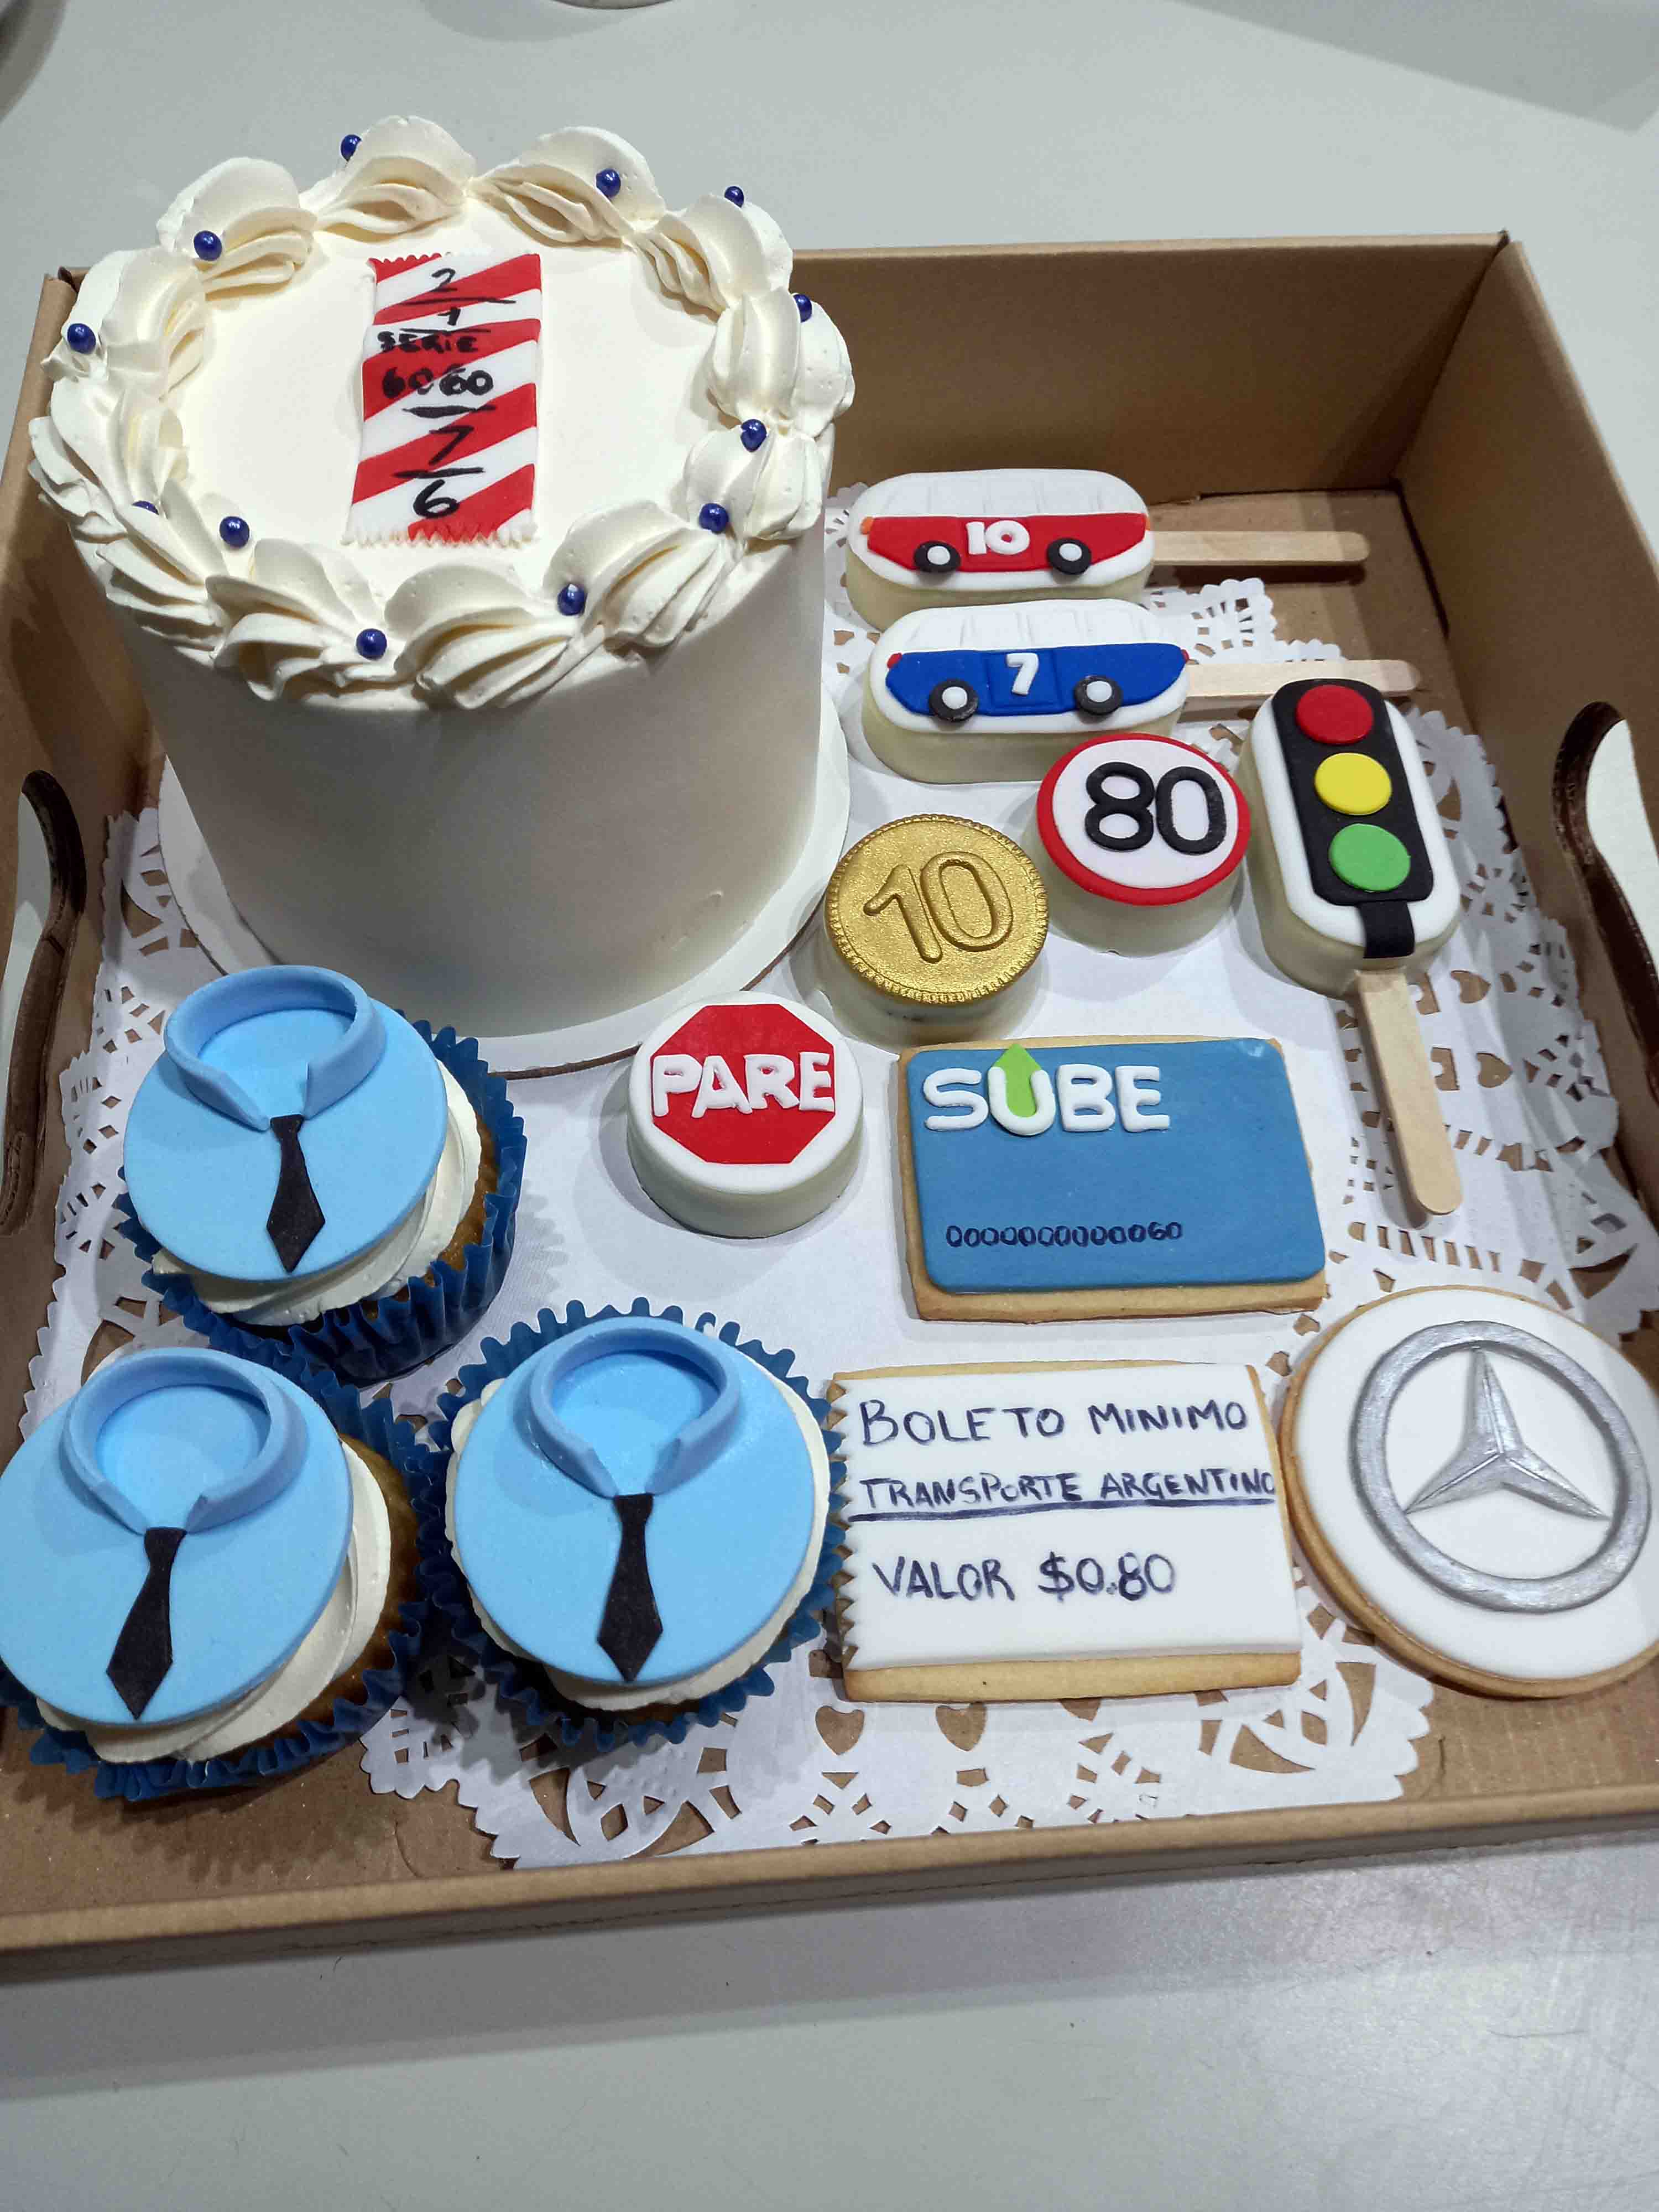 2
1
SERIE
6060
7
6
10
7
80
10
PARE
SUBE
00000000000060
BOLETO MINIMO
TRANSPORTE ARGENTINO
VALOR $0.80